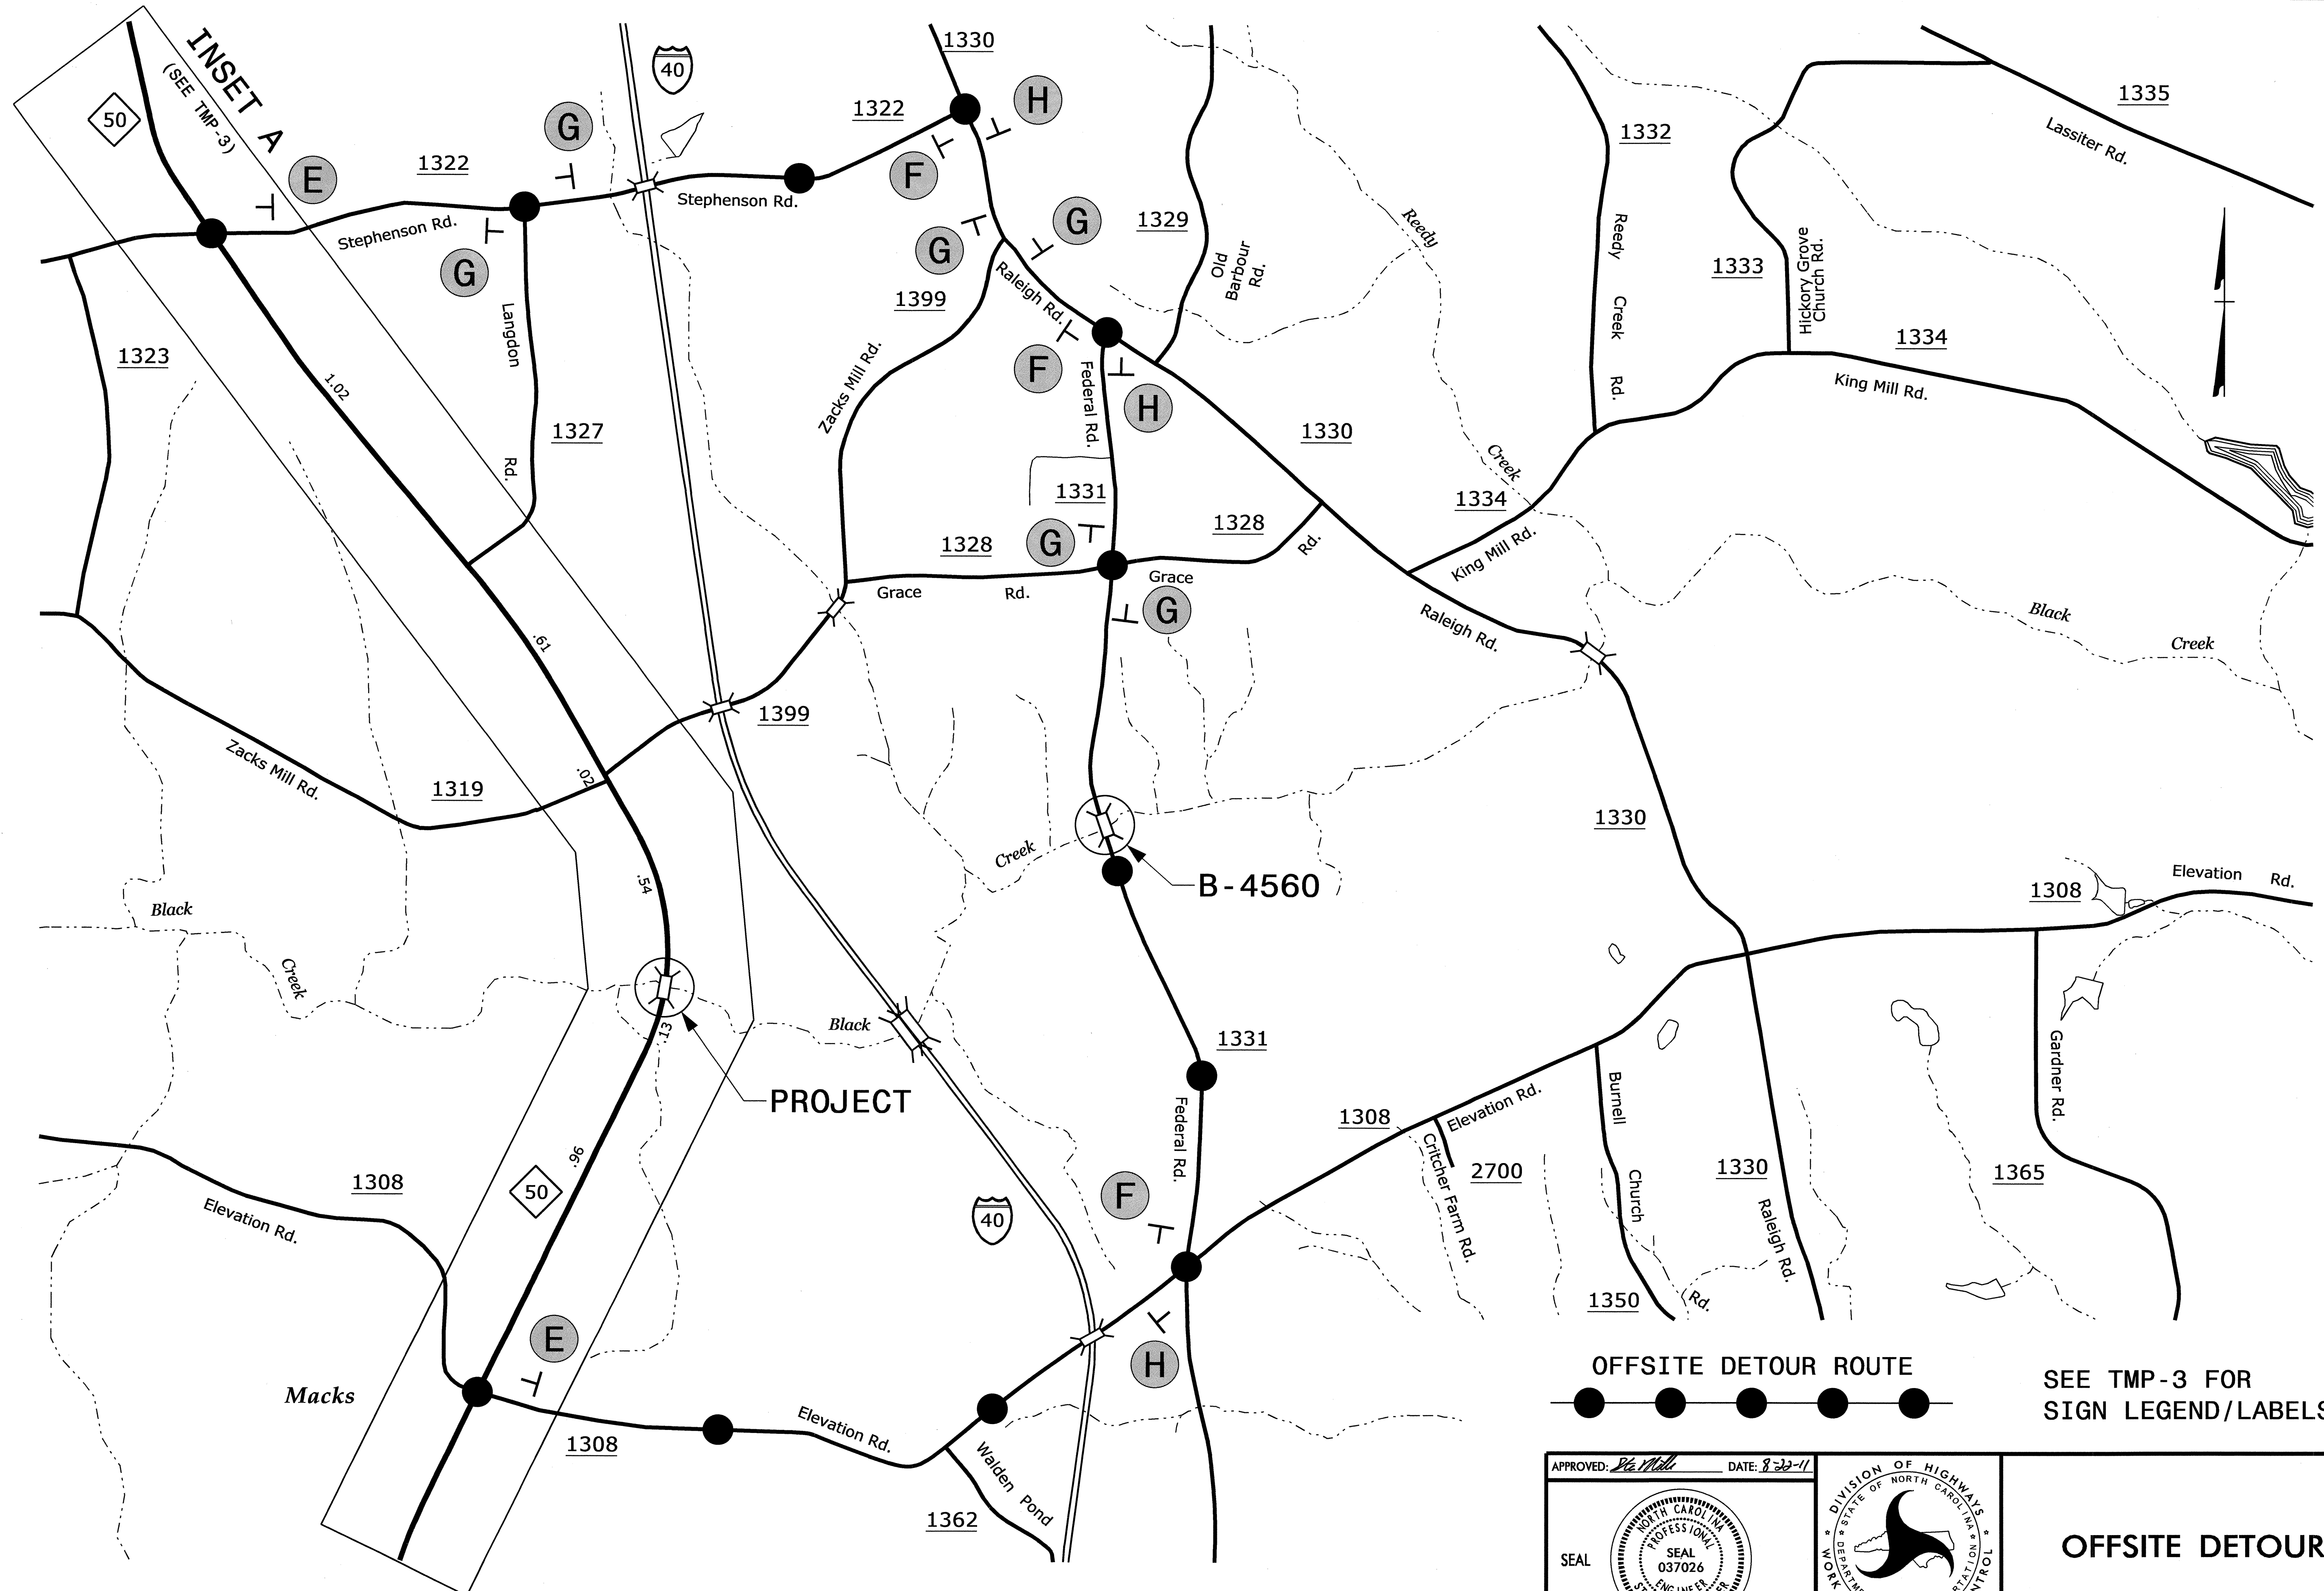 INSET A
(SEE TMP-3)
50
E
1322
G
40
1322
1330
H
F
Stephenson Rd.
Stephenson Rd.
G
G
G
1329
Old
Barbour
Rd.
Reedy
1332
Reedy Creek Rd.
1335
Lassiter Rd.
1333
Hickory Grove
Church Rd.
1334
King Mill Rd.
1323
1.02
Langdon Rd.
1327
1399
Zacks Mill Rd.
Raleigh Rd.
F
Federal Rd.
H
1330
Creek
1334
King Mill Rd.
1331
G
1328
1328
Grace Rd.
Grace
Rd.
G
Raleigh Rd.
Black
Creek
.61
1399
Zacks Mill Rd.
1319
.02
1330
.54
Creek
B-4560
Elevation Rd.
1308
Black
Creek
.13
Black
1331
PROJECT
Federal Rd.
Gardner Rd.
1308
Elevation Rd.
Burnell
Church
Rd.
Critcher Farm Rd.
2700
1330
Raleigh Rd.
1365
1308
Elevation Rd.
.96
50
40
F
1350
E
H
Macks
1308
Elevation Rd.
Walden Pond
1362
OFFSITE DETOUR ROUTE
SEE TMP-3 FOR
SIGN LEGEND/LABELS
APPROVED: DATE: 8-22-11
SEAL
NORTH CAROLINA
PROFESSIONAL
SEAL
037026
ENGINEER
DIVISION OF HIGHWAYS
STATE OF NORTH CAROLINA
OFFSITE DETOUR